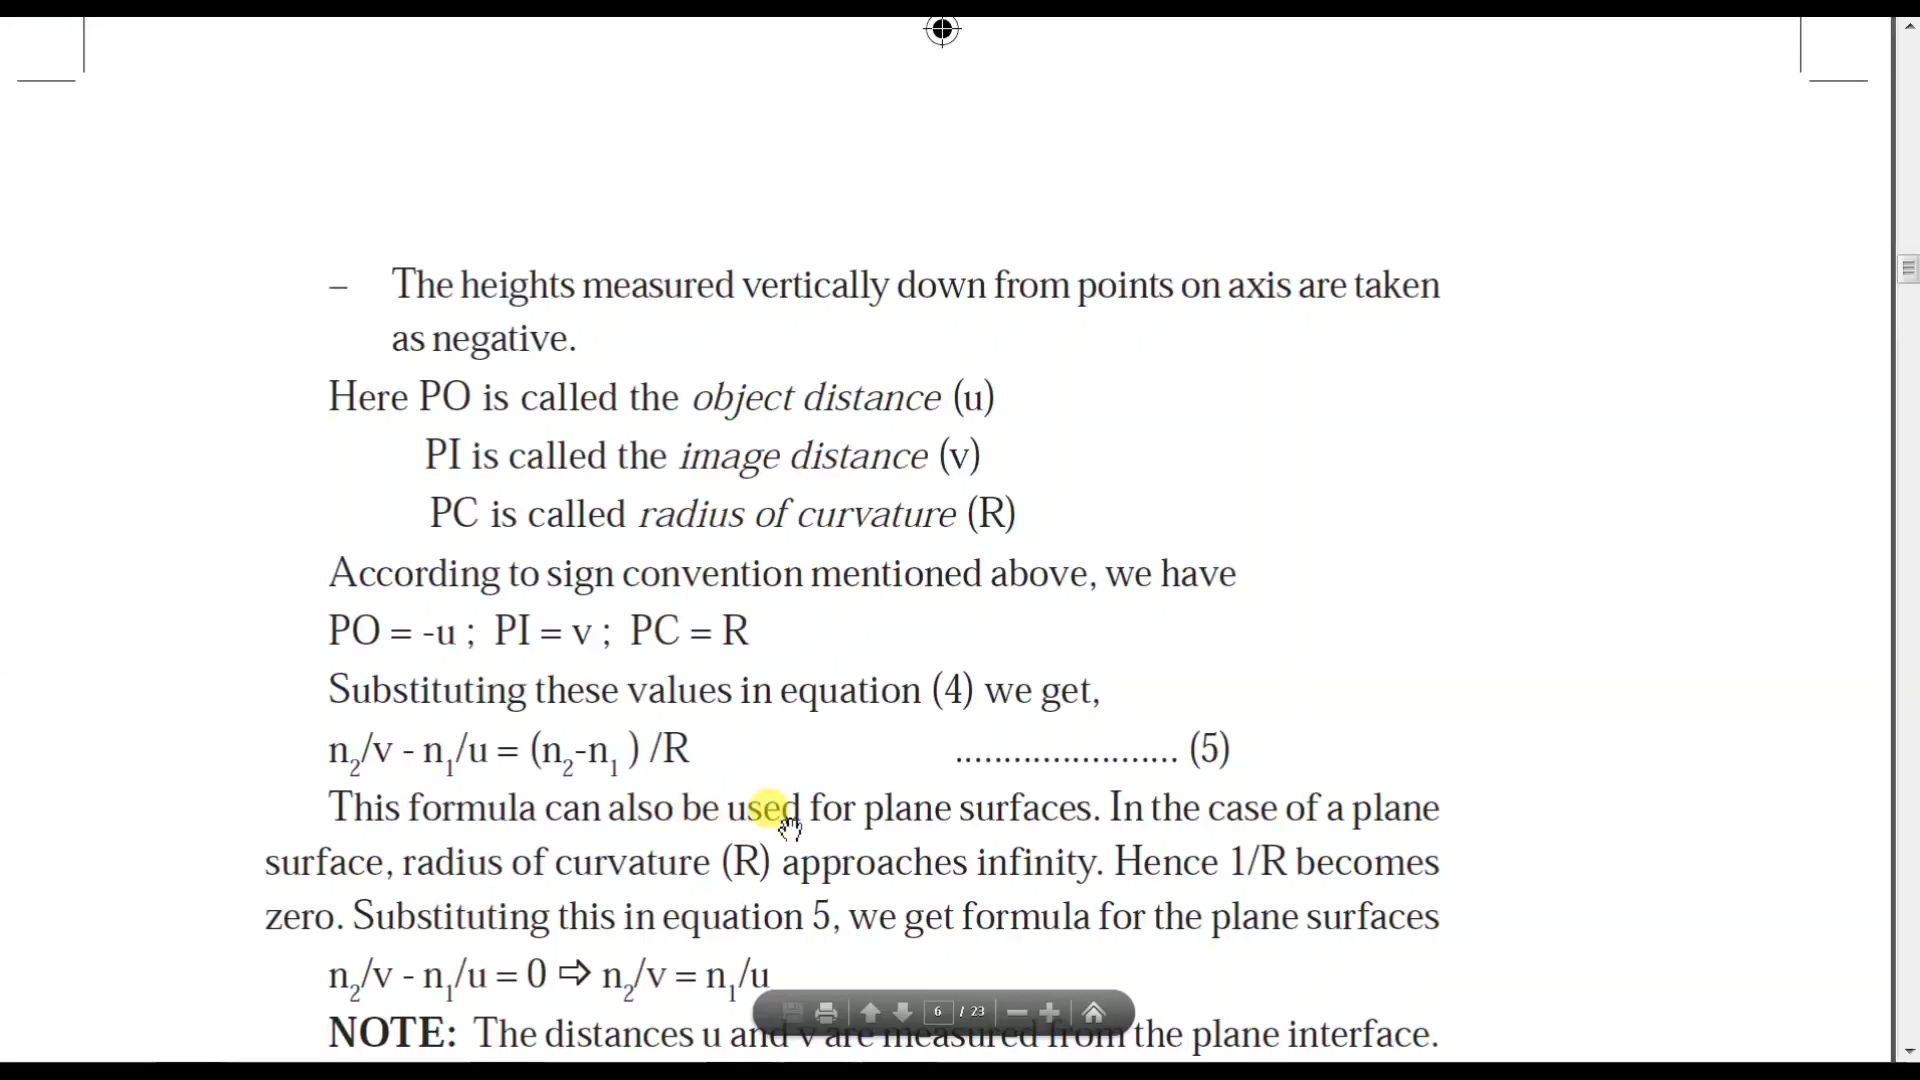 – The heights measured vertically down from points on axis are taken
as negative.
Here PO is called the object distance (u)
PI is called the image distance (v)
PC is called radius of curvature (R)
According to sign convention mentioned above, we have
PO = -u ; PI = v ; PC = R
Substituting these values in equation (4) we get,
n₂/v - n₁/u = (n₂-n₁ ) /R ........................ (5)
This formula can also be used for plane surfaces. In the case of a plane
surface, radius of curvature (R) approaches infinity. Hence 1/R becomes
zero. Substituting this in equation 5, we get formula for the plane surfaces
n₂/v - n₁/u = 0 ⇨ n₂/v = n₁/u
6 / 23
NOTE: The distances u and v are measured from the plane interface.